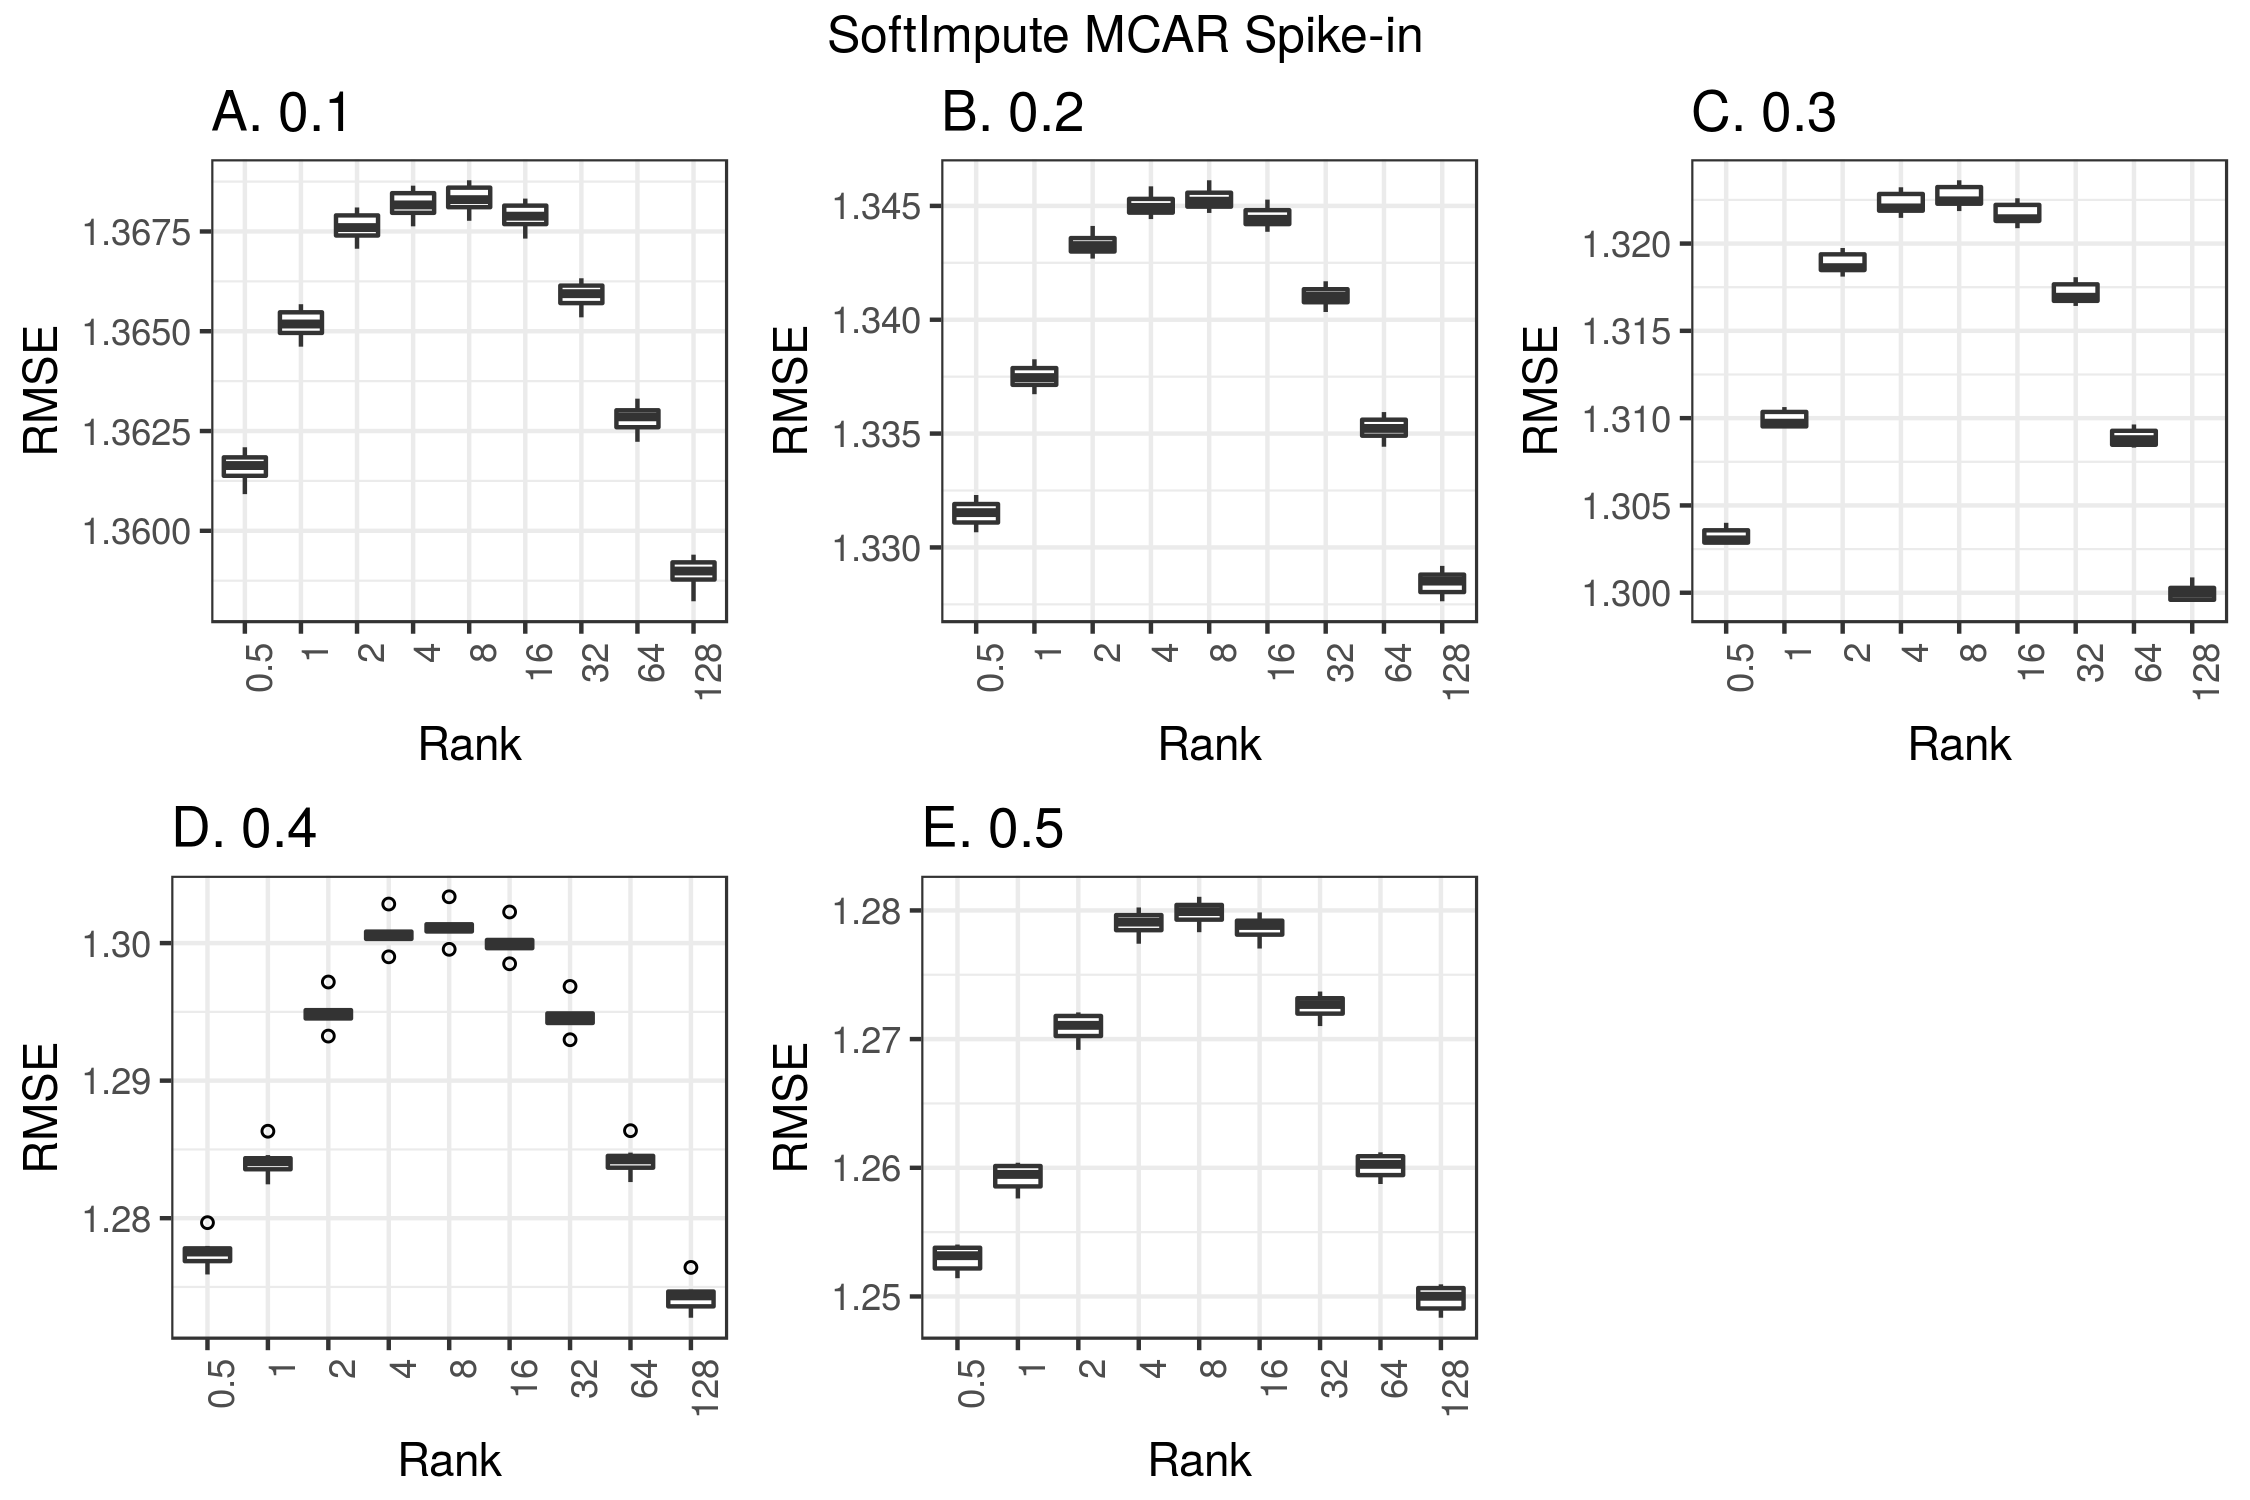 SoftImpute MCAR Spike-in
A. 0.1
RMSE
1.3675
1.3650
1.3625
1.3600
0.5 1 2 4 8 16 32 64 128
Rank
B. 0.2
RMSE
1.345
1.340
1.335
1.330
0.5 1 2 4 8 16 32 64 128
Rank
C. 0.3
RMSE
1.320
1.315
1.310
1.305
1.300
0.5 1 2 4 8 16 32 64 128
Rank
D. 0.4
RMSE
1.30
1.29
1.28
0.5 1 2 4 8 16 32 64 128
Rank
E. 0.5
RMSE
1.28
1.27
1.26
1.25
0.5 1 2 4 8 16 32 64 128
Rank